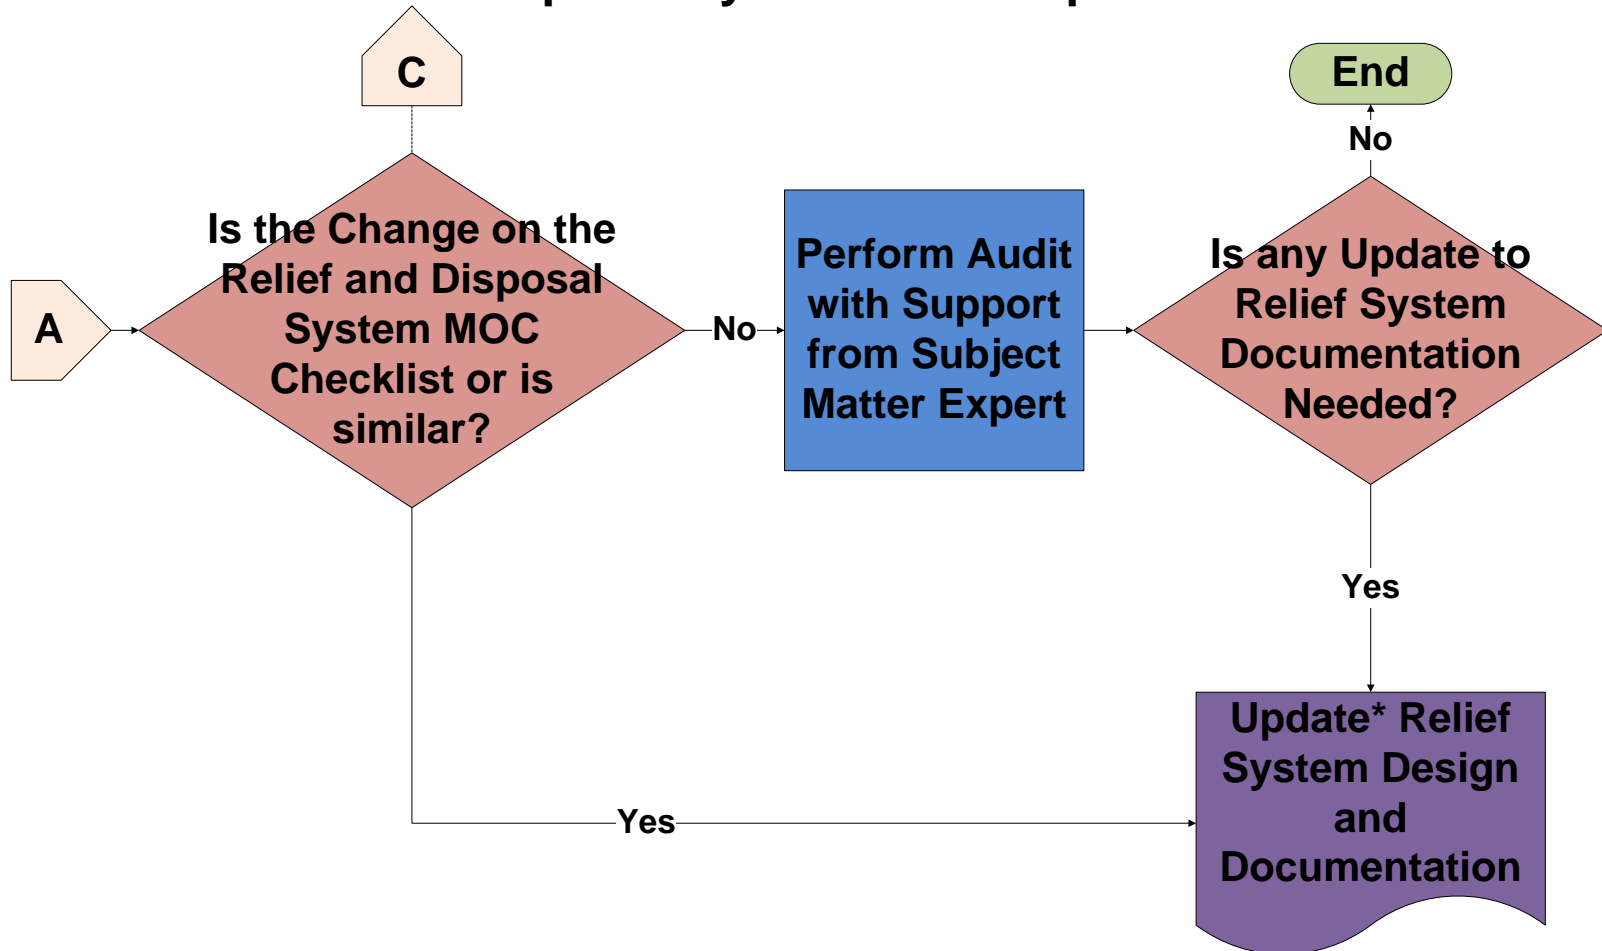 C
End
No
Is the Change on the
Relief and Disposal
System MOC
Checklist or is
similar?
A
No
Perform Audit
with Support
from Subject
Matter Expert
Is any Update to
Relief System
Documentation
Needed?
Yes
Yes
Update* Relief
System Design
and
Documentation